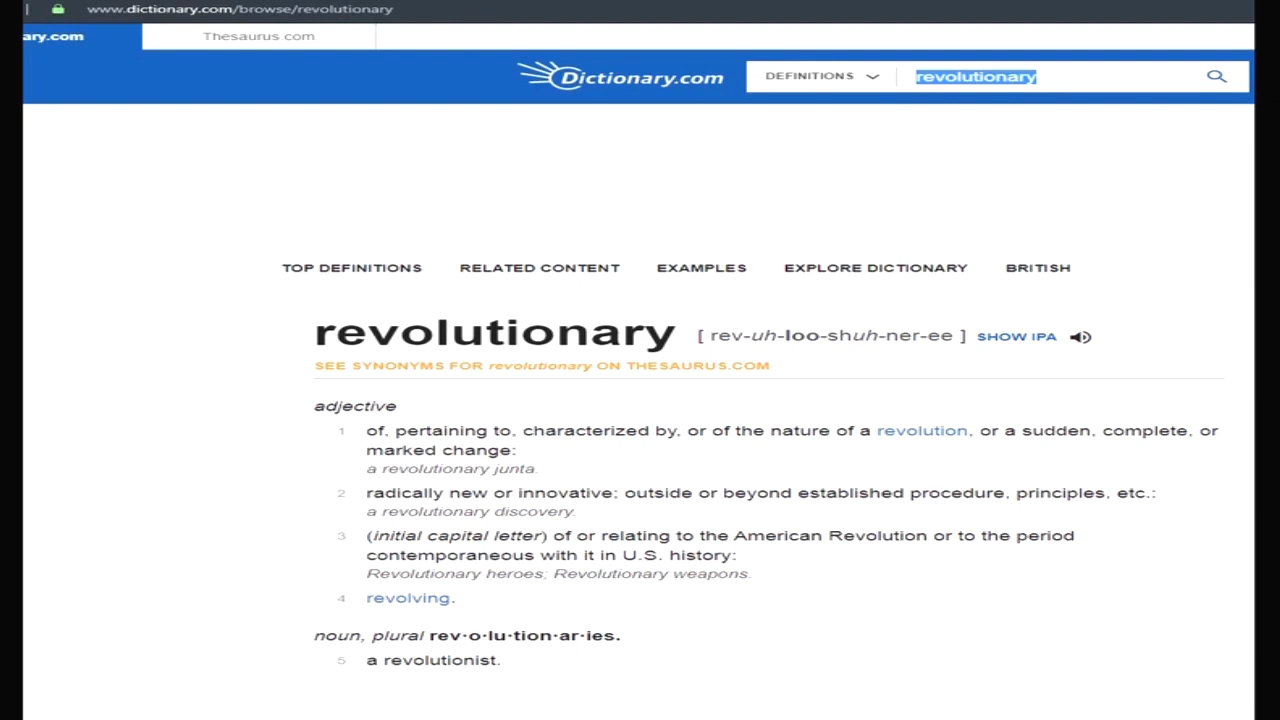 www.dictionary.com/browse/revolutionary
ary.com Thesaurus.com
Dictionary.com DEFINITIONS revolutionary
TOP DEFINITIONS RELATED CONTENT EXAMPLES EXPLORE DICTIONARY BRITISH
revolutionary [ rev-uh-loo-shuh-ner-ee ] SHOW IPA
SEE SYNONYMS FOR revolutionary ON THESAURUS.COM
adjective
1 of, pertaining to, characterized by, or of the nature of a revolution, or a sudden, complete, or
marked change:
a revolutionary junta.
2 radically new or innovative; outside or beyond established procedure, principles, etc.:
a revolutionary discovery.
3 (initial capital letter) of or relating to the American Revolution or to the period
contemporaneous with it in U.S. history:
Revolutionary heroes; Revolutionary weapons.
4 revolving.
noun, plural rev·o·lu·tion·ar·ies.
5 a revolutionist.